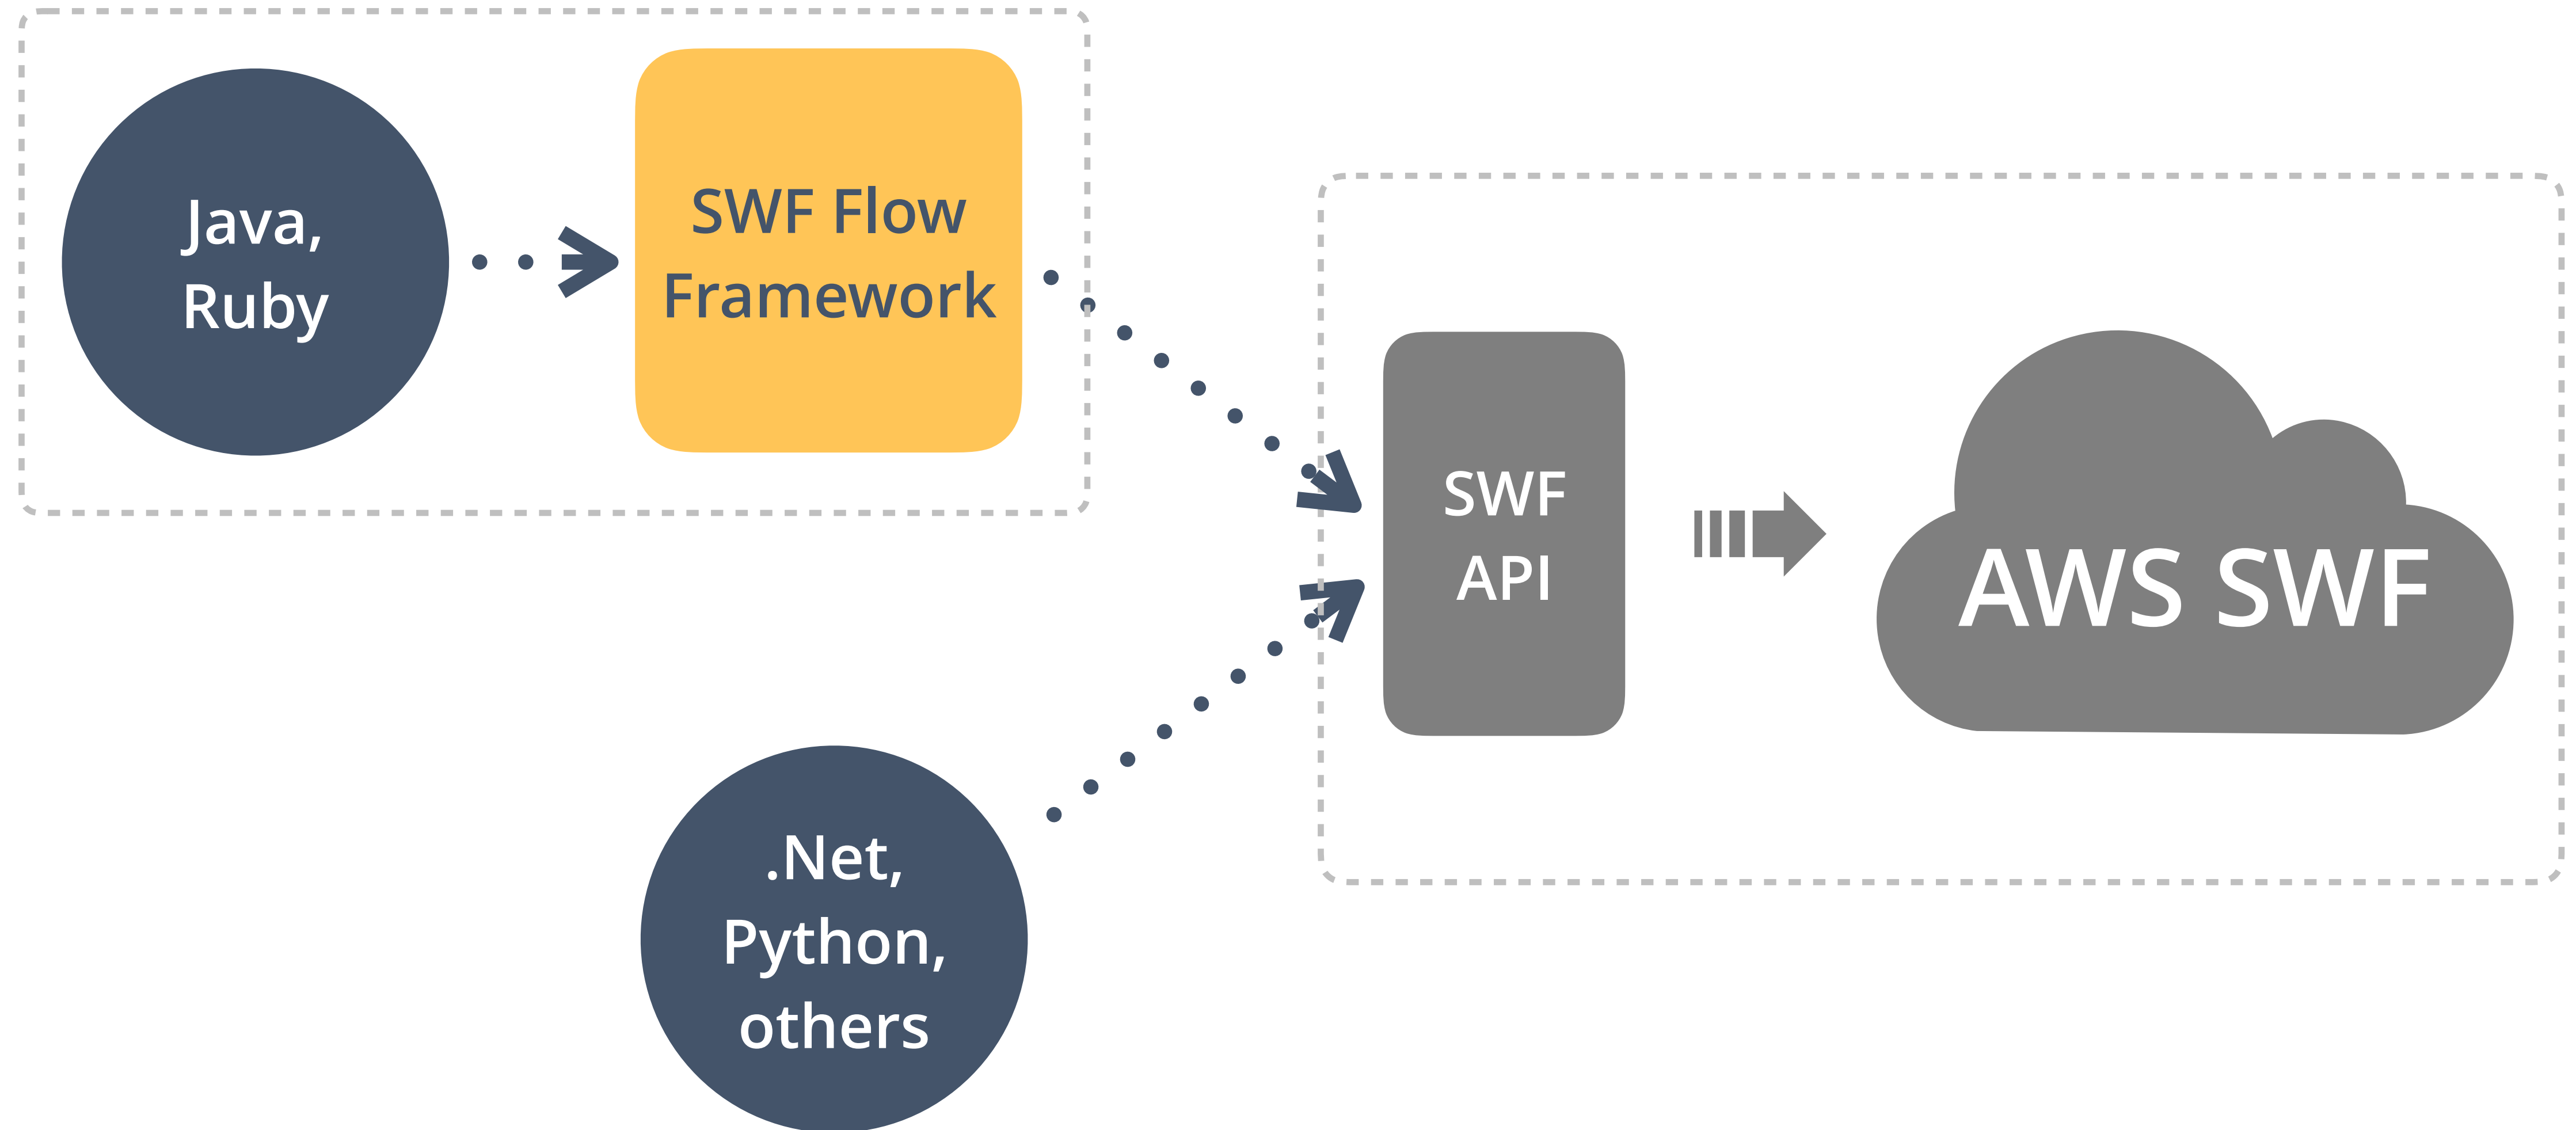 Java,
Ruby
SWF Flow
Framework
SWF
API
AWS SWF
.Net,
Python,
others